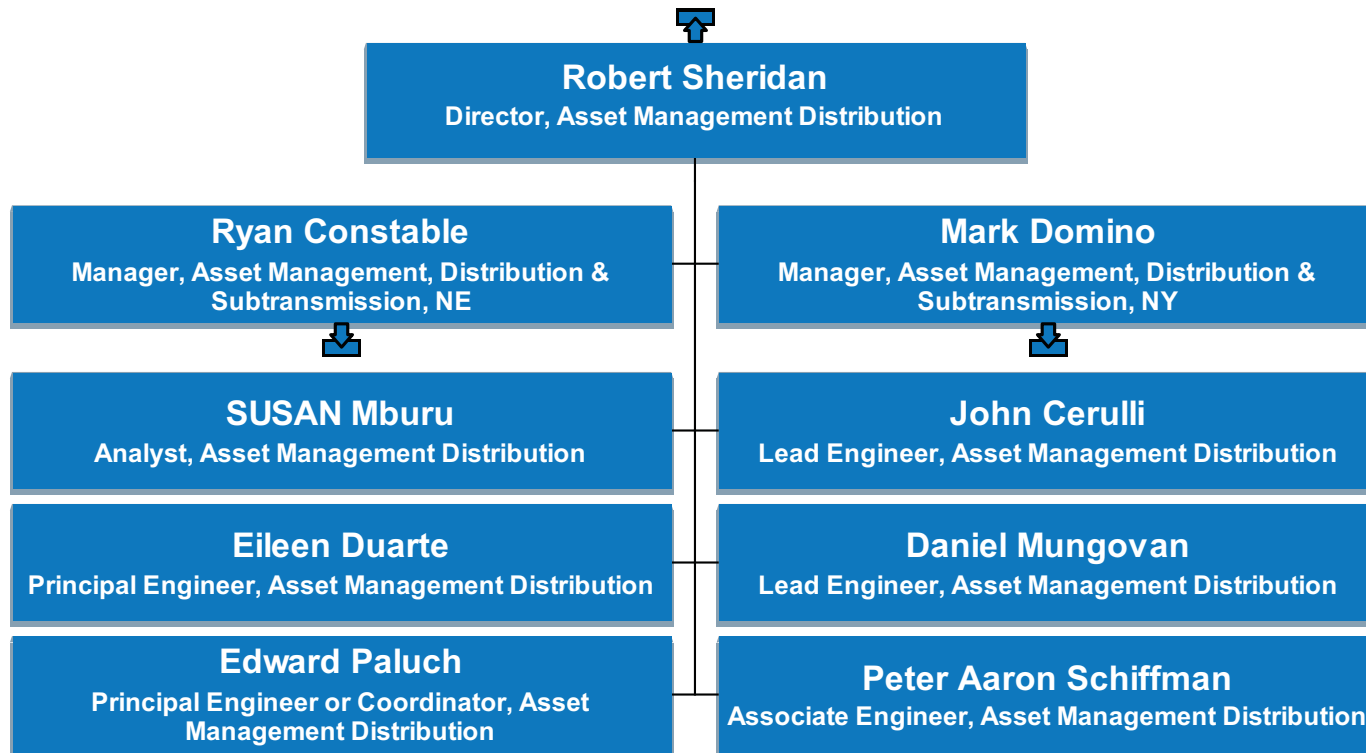 Robert Sheridan
Director, Asset Management Distribution
Ryan Constable
Manager, Asset Management, Distribution &
Subtransmission, NE
Mark Domino
Manager, Asset Management, Distribution &
Subtransmission, NY
SUSAN Mburu
Analyst, Asset Management Distribution
John Cerulli
Lead Engineer, Asset Management Distribution
Eileen Duarte
Principal Engineer, Asset Management Distribution
Daniel Mungovan
Lead Engineer, Asset Management Distribution
Edward Paluch
Principal Engineer or Coordinator, Asset
Management Distribution
Peter Aaron Schiffman
Associate Engineer, Asset Management Distribution